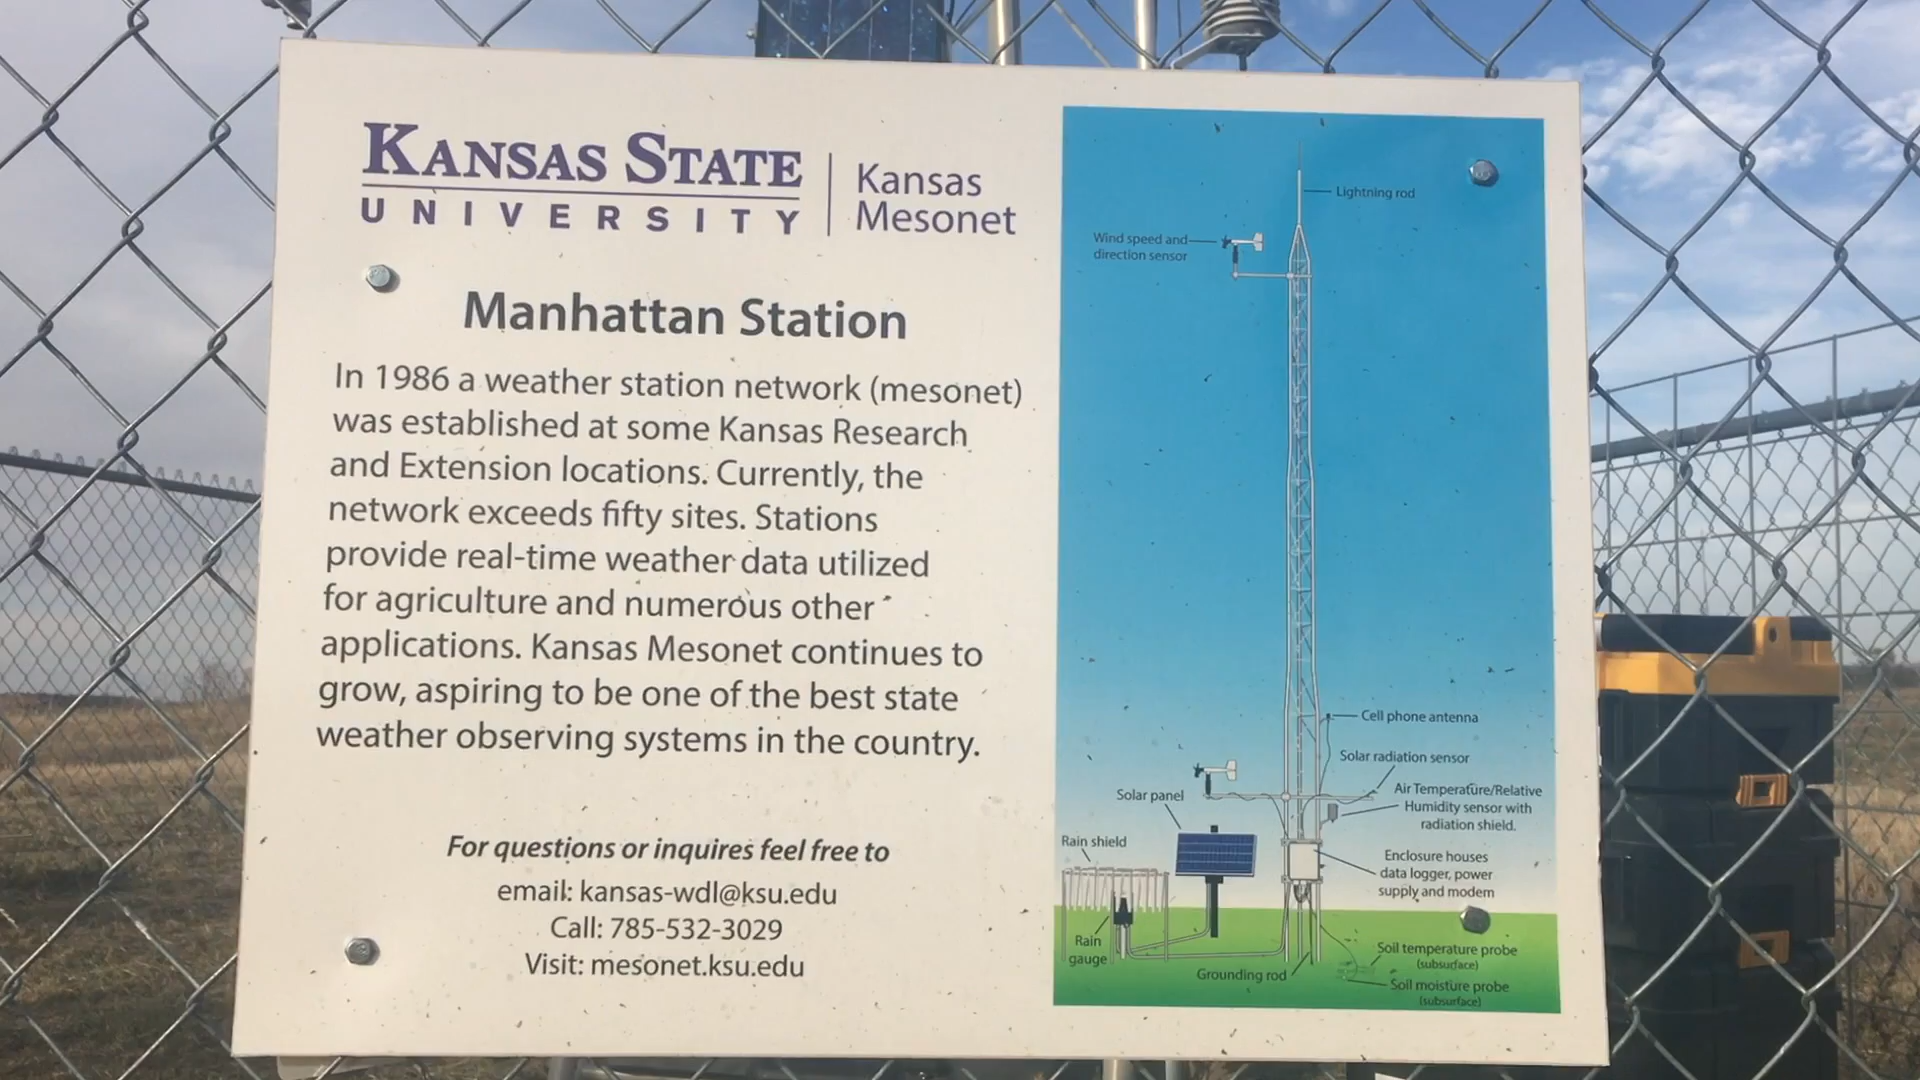 KANSAS STATE
UNIVERSITY
Kansas
Mesonet
Manhattan Station
In 1986 a weather station network (mesonet)
was established at some Kansas Research
and Extension locations. Currently, the
network exceeds fifty sites. Stations
provide real-time weather data utilized
for agriculture and numerous other
applications. Kansas Mesonet continues to
grow, aspiring to be one of the best state
weather observing systems in the country.
For questions or inquires feel free to
email: kansas-wdl@ksu.edu
Call: 785-532-3029
Visit: mesonet.ksu.edu
Lightning rod
Wind speed and
direction sensor
Cell phone antenna
Solar radiation sensor
Air Temperature/Relative
Humidity sensor with
radiation shield.
Solar panel
Rain shield
Enclosure houses
data logger, power
supply and modem
Rain
gauge
Grounding rod
Soil temperature probe
(subsurface)
Soil moisture probe
(subsurface)